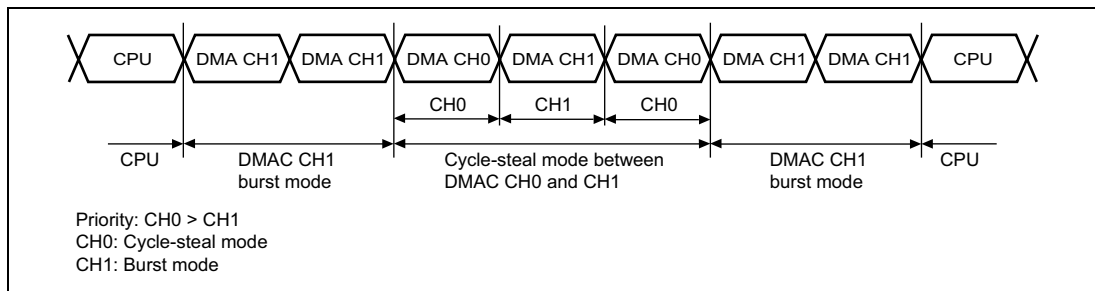 CPU DMA CH1 DMA CH1 DMA CH0 DMA CH1 DMA CH0 DMA CH1 DMA CH1 CPU
CH0 CH1 CH0
CPU DMAC CH1 Cycle-steal mode between DMAC CH1 CPU
burst mode DMAC CH0 and CH1 burst mode
Priority: CH0 > CH1
CH0: Cycle-steal mode
CH1: Burst mode